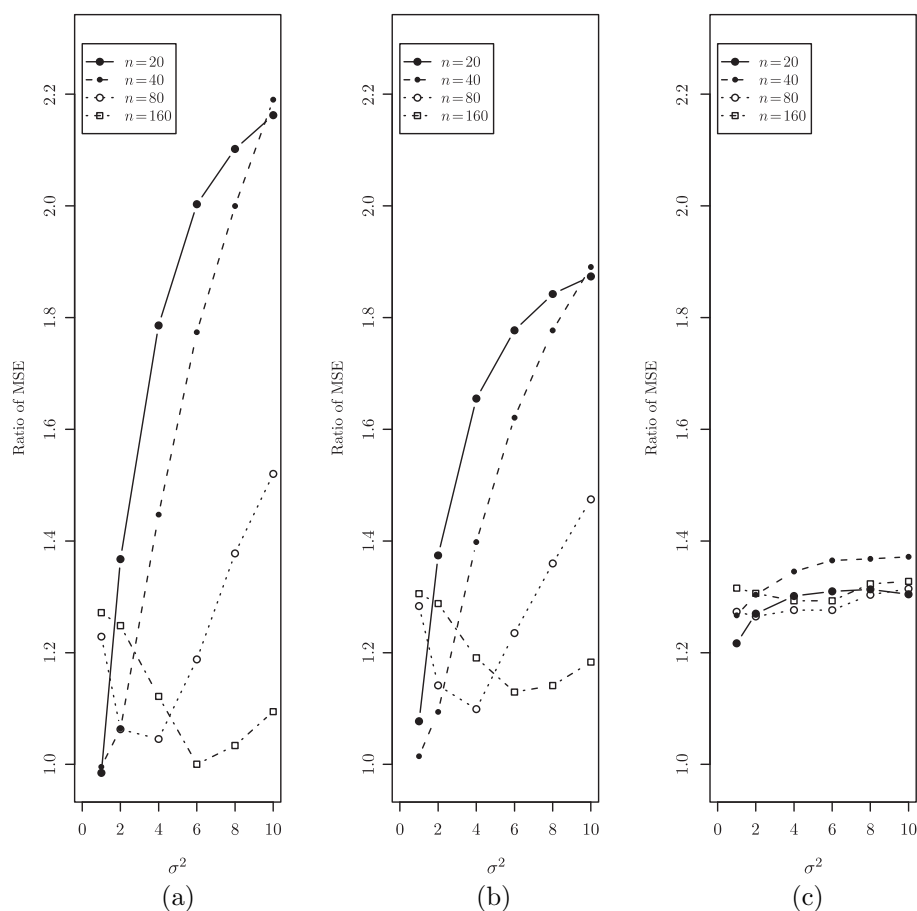 n=20
n=40
n=80
n=160
2.2
2.0
1.8
1.6
1.4
1.2
1.0
Ratio of MSE
0 2 4 6 8 10
σ²
(a)
n=20
n=40
n=80
n=160
2.2
2.0
1.8
1.6
1.4
1.2
1.0
Ratio of MSE
0 2 4 6 8 10
σ²
(b)
n=20
n=40
n=80
n=160
2.2
2.0
1.8
1.6
1.4
1.2
1.0
Ratio of MSE
0 2 4 6 8 10
σ²
(c)